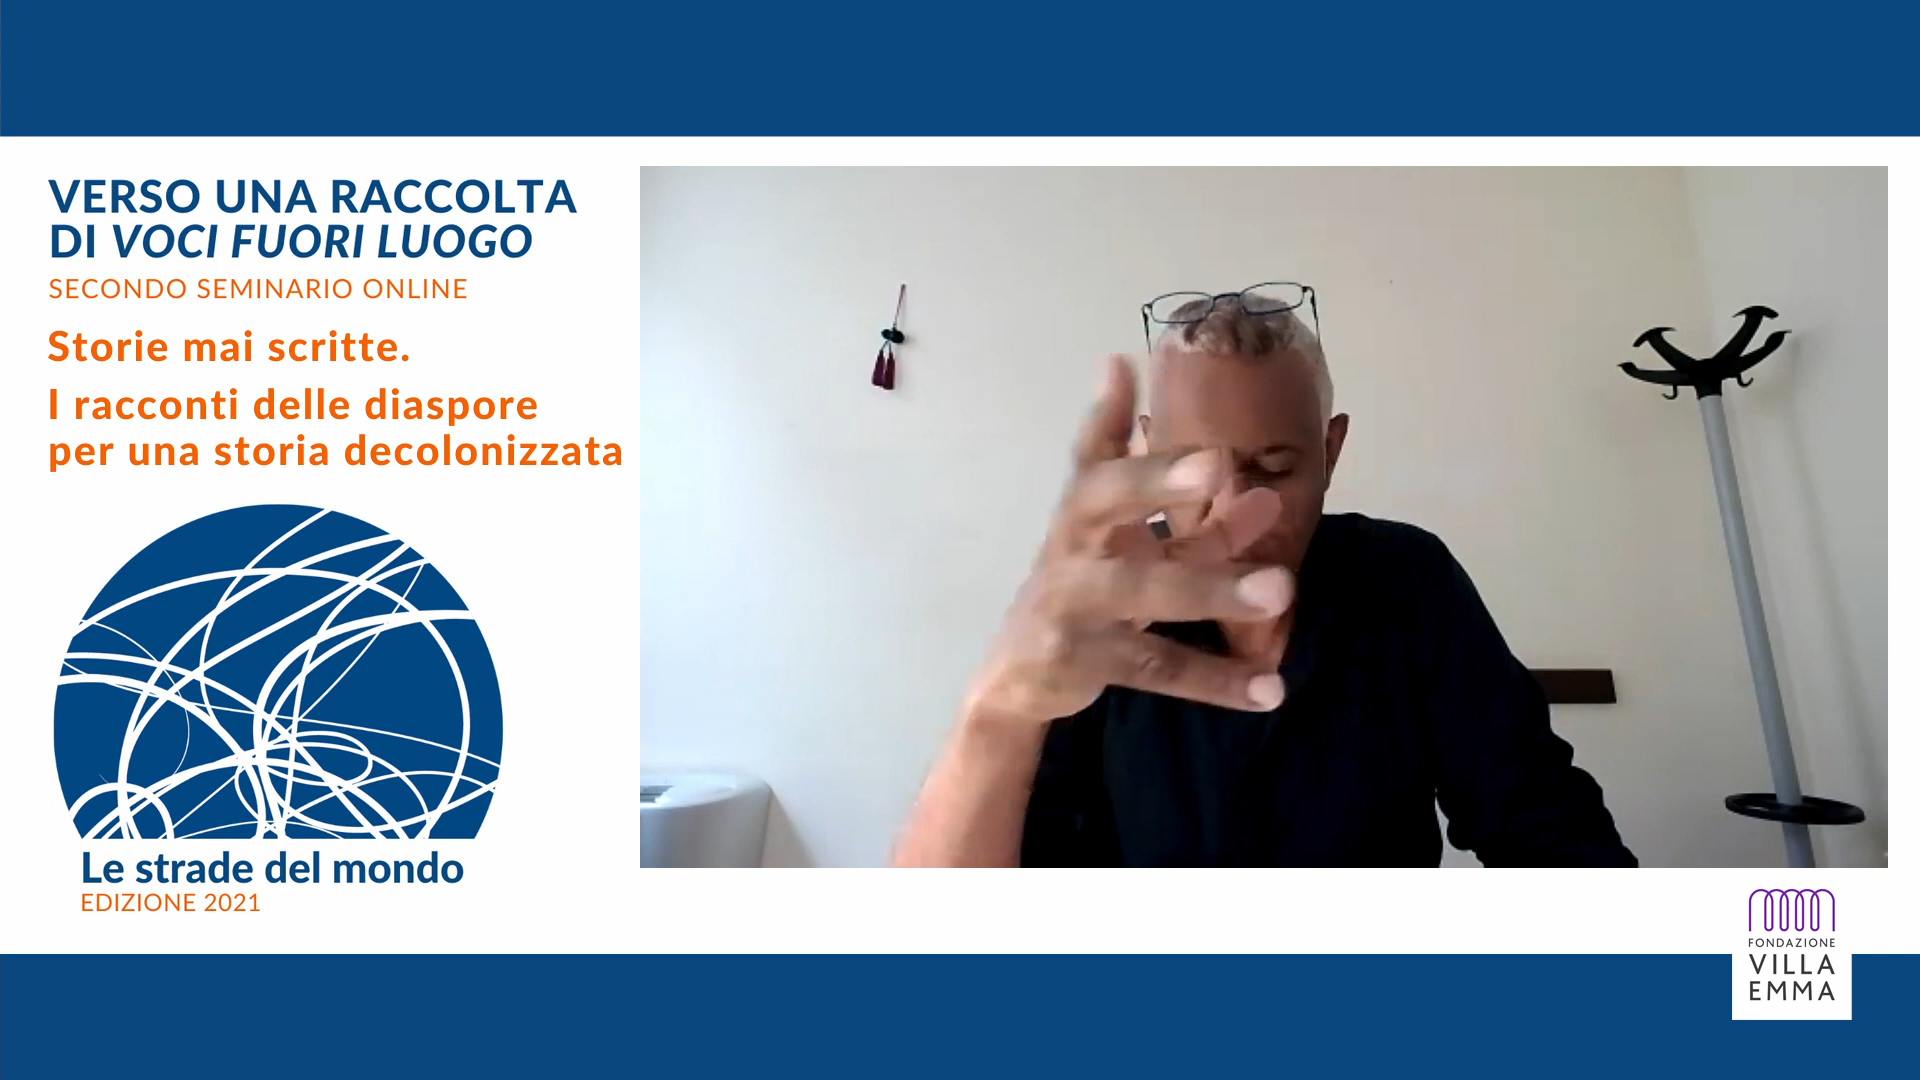 VERSO UNA RACCOLTA
DI VOCI FUORI LUOGO
SECONDO SEMINARIO ONLINE
Storie mai scritte.
I racconti delle diaspore
per una storia decolonizzata
Le strade del mondo
EDIZIONE 2021
FONDAZIONE
VILLA
EMMA